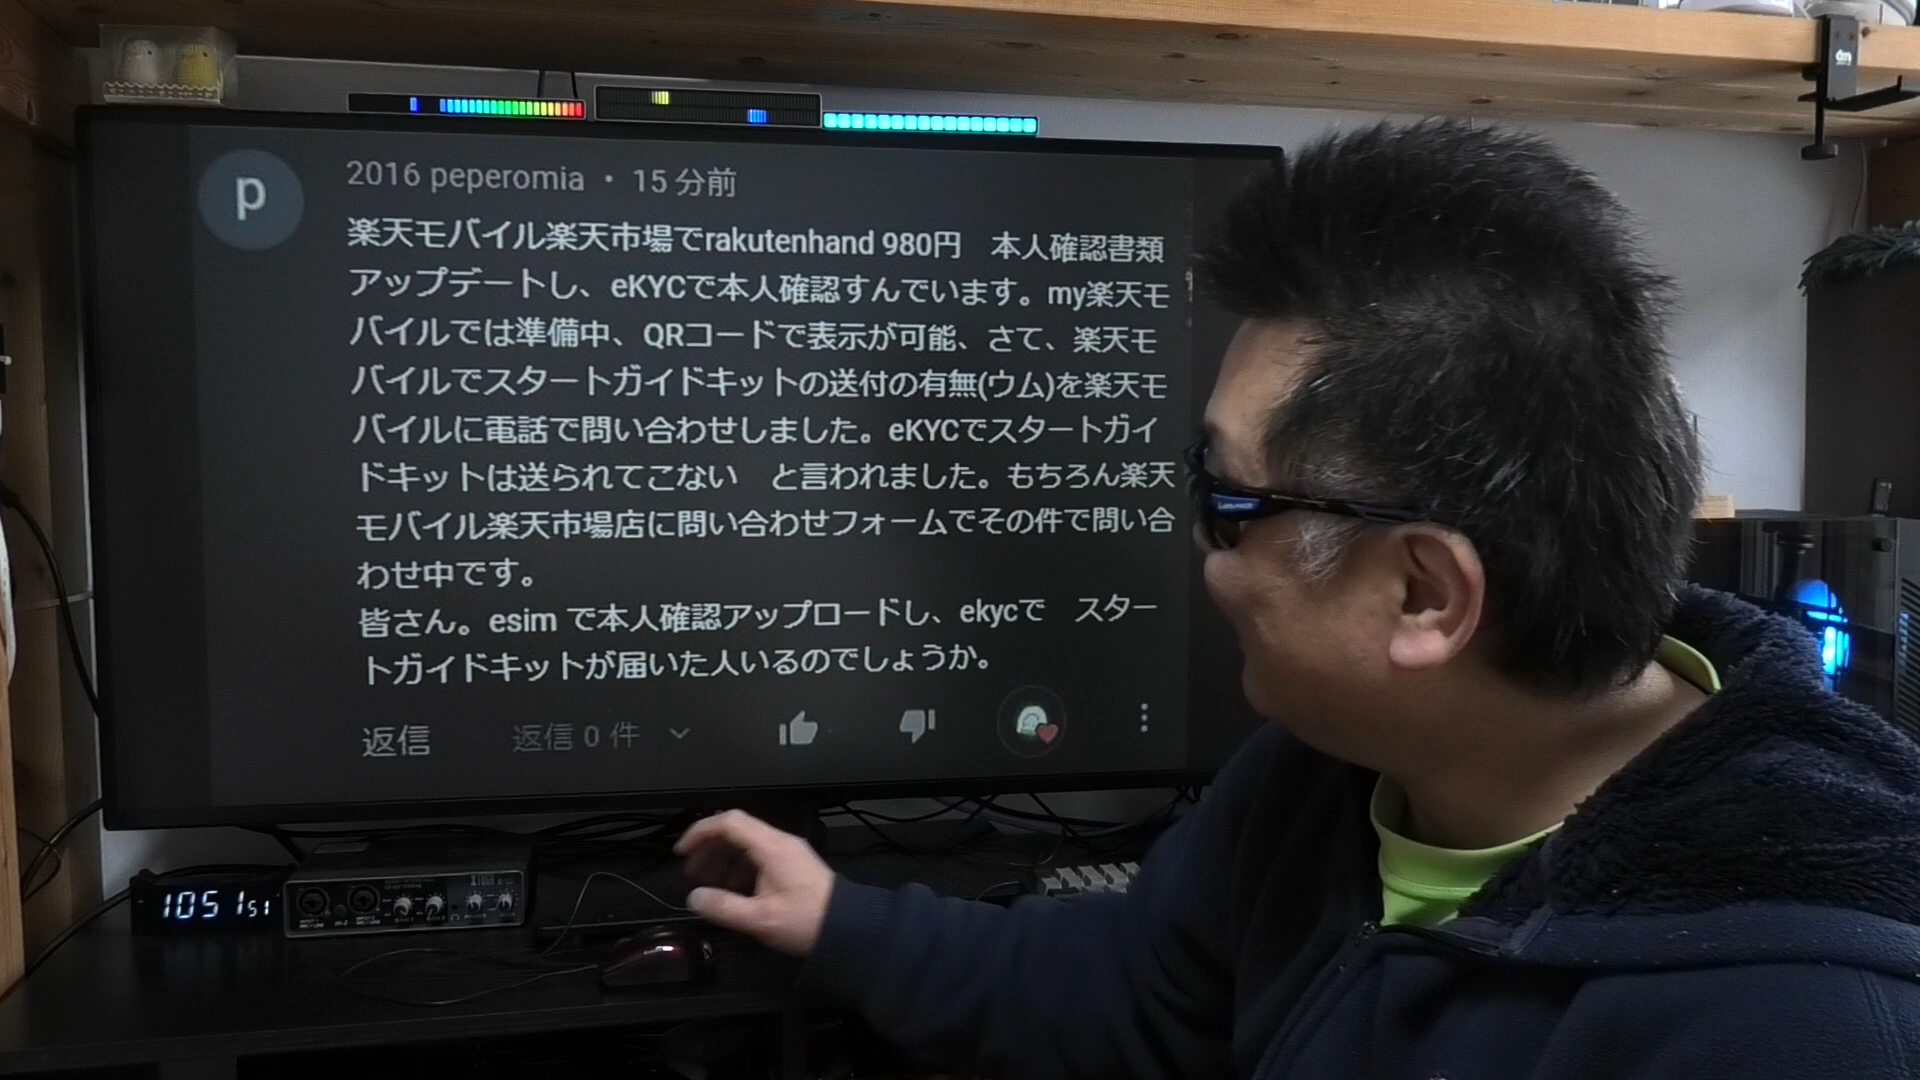 p
2016 peperomia • 15 分前
楽天モバイル楽天市場でrakutenhand 980円　本人確認書類
アップデートし、eKYCで本人確認すんでいます。my楽天モ
バイルでは準備中、QRコードで表示が可能、さて、楽天モ
バイルでスタートガイドキットの送付の有無(ウム)を楽天モ
バイルに電話で問い合わせしました。eKYCでスタートガイ
ドキットは送られてこない　と言われました。もちろん楽天
モバイル楽天市場店に問い合わせフォームでその件で問い合
わせ中です。
皆さん。esim で本人確認アップロードし、ekycで　スター
トガイドキットが届いた人いるのでしょうか。
返信
返信 0 件
1051 51